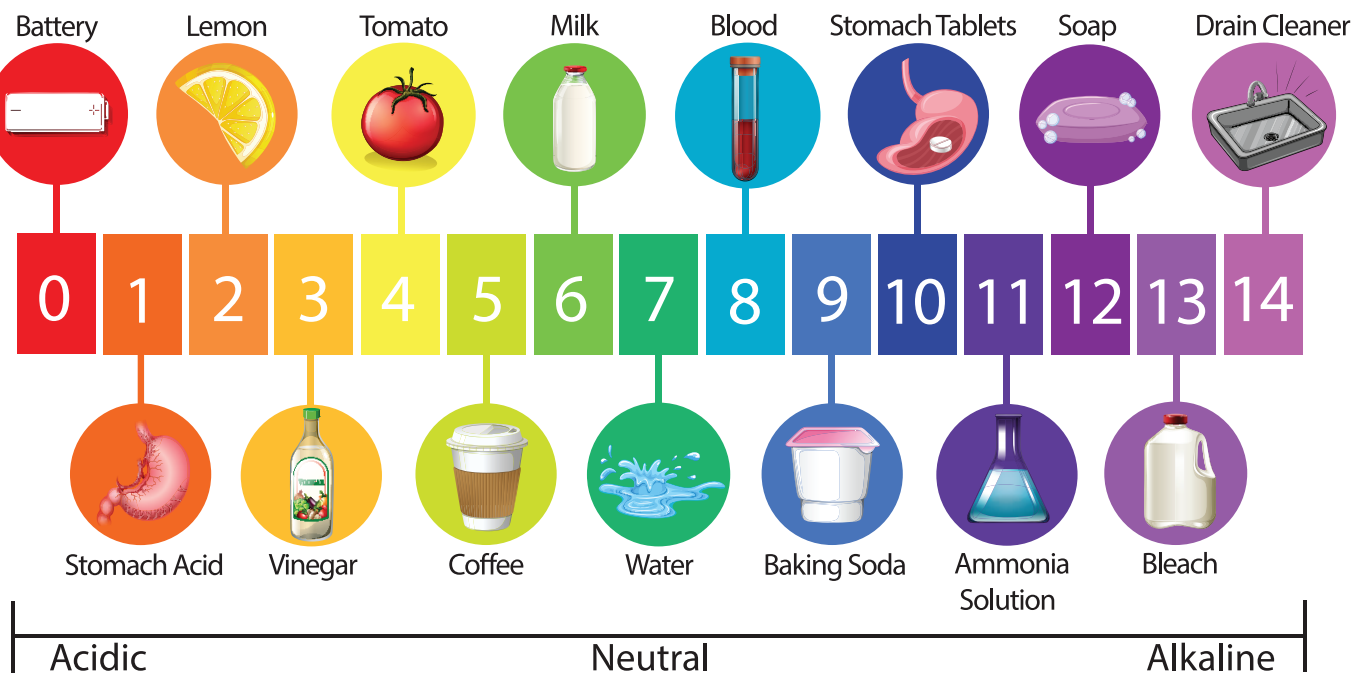 Battery Lemon Tomato Milk Blood Stomach Tablets Soap Drain Cleaner
0 1 2 3 4 5 6 7 8 9 10 11 12 13 14
VINEGAR
Stomach Acid Vinegar Coffee Water Baking Soda Ammonia Bleach
Solution
Acidic Neutral Alkaline